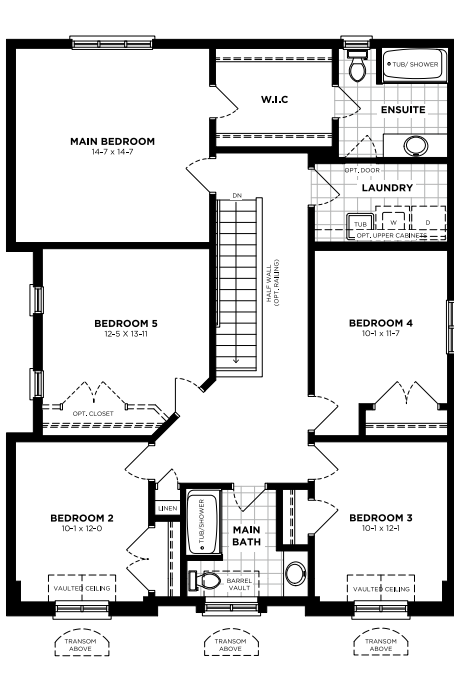 TUB/ SHOWER
W.I.C
ENSUITE
MAIN BEDROOM
14-7 x 14-7
OPT. DOOR
LAUNDRY
DN
TUB
W
D
OPT. UPPER CABINETS
HALF WALL
(OPT. RAILING)
BEDROOM 5
12-5 X 13-11
BEDROOM 4
10-1 x 11-7
OPT. CLOSET
LINEN
BEDROOM 2
10-1 x 12-0
TUB/SHOWER
MAIN
BATH
BEDROOM 3
10-1 x 12-1
VAULTED CEILING
BARREL
VAULT
VAULTED CEILING
TRANSOM
ABOVE
TRANSOM
ABOVE
TRANSOM
ABOVE